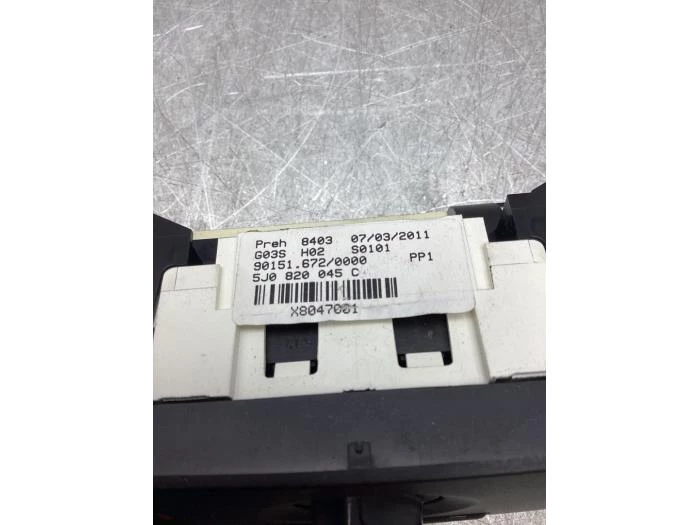 Preh 8403 07/03/2011
G03S H02 S0101
90151.672/0000 PP1
5J0 820 045 C
X8047001